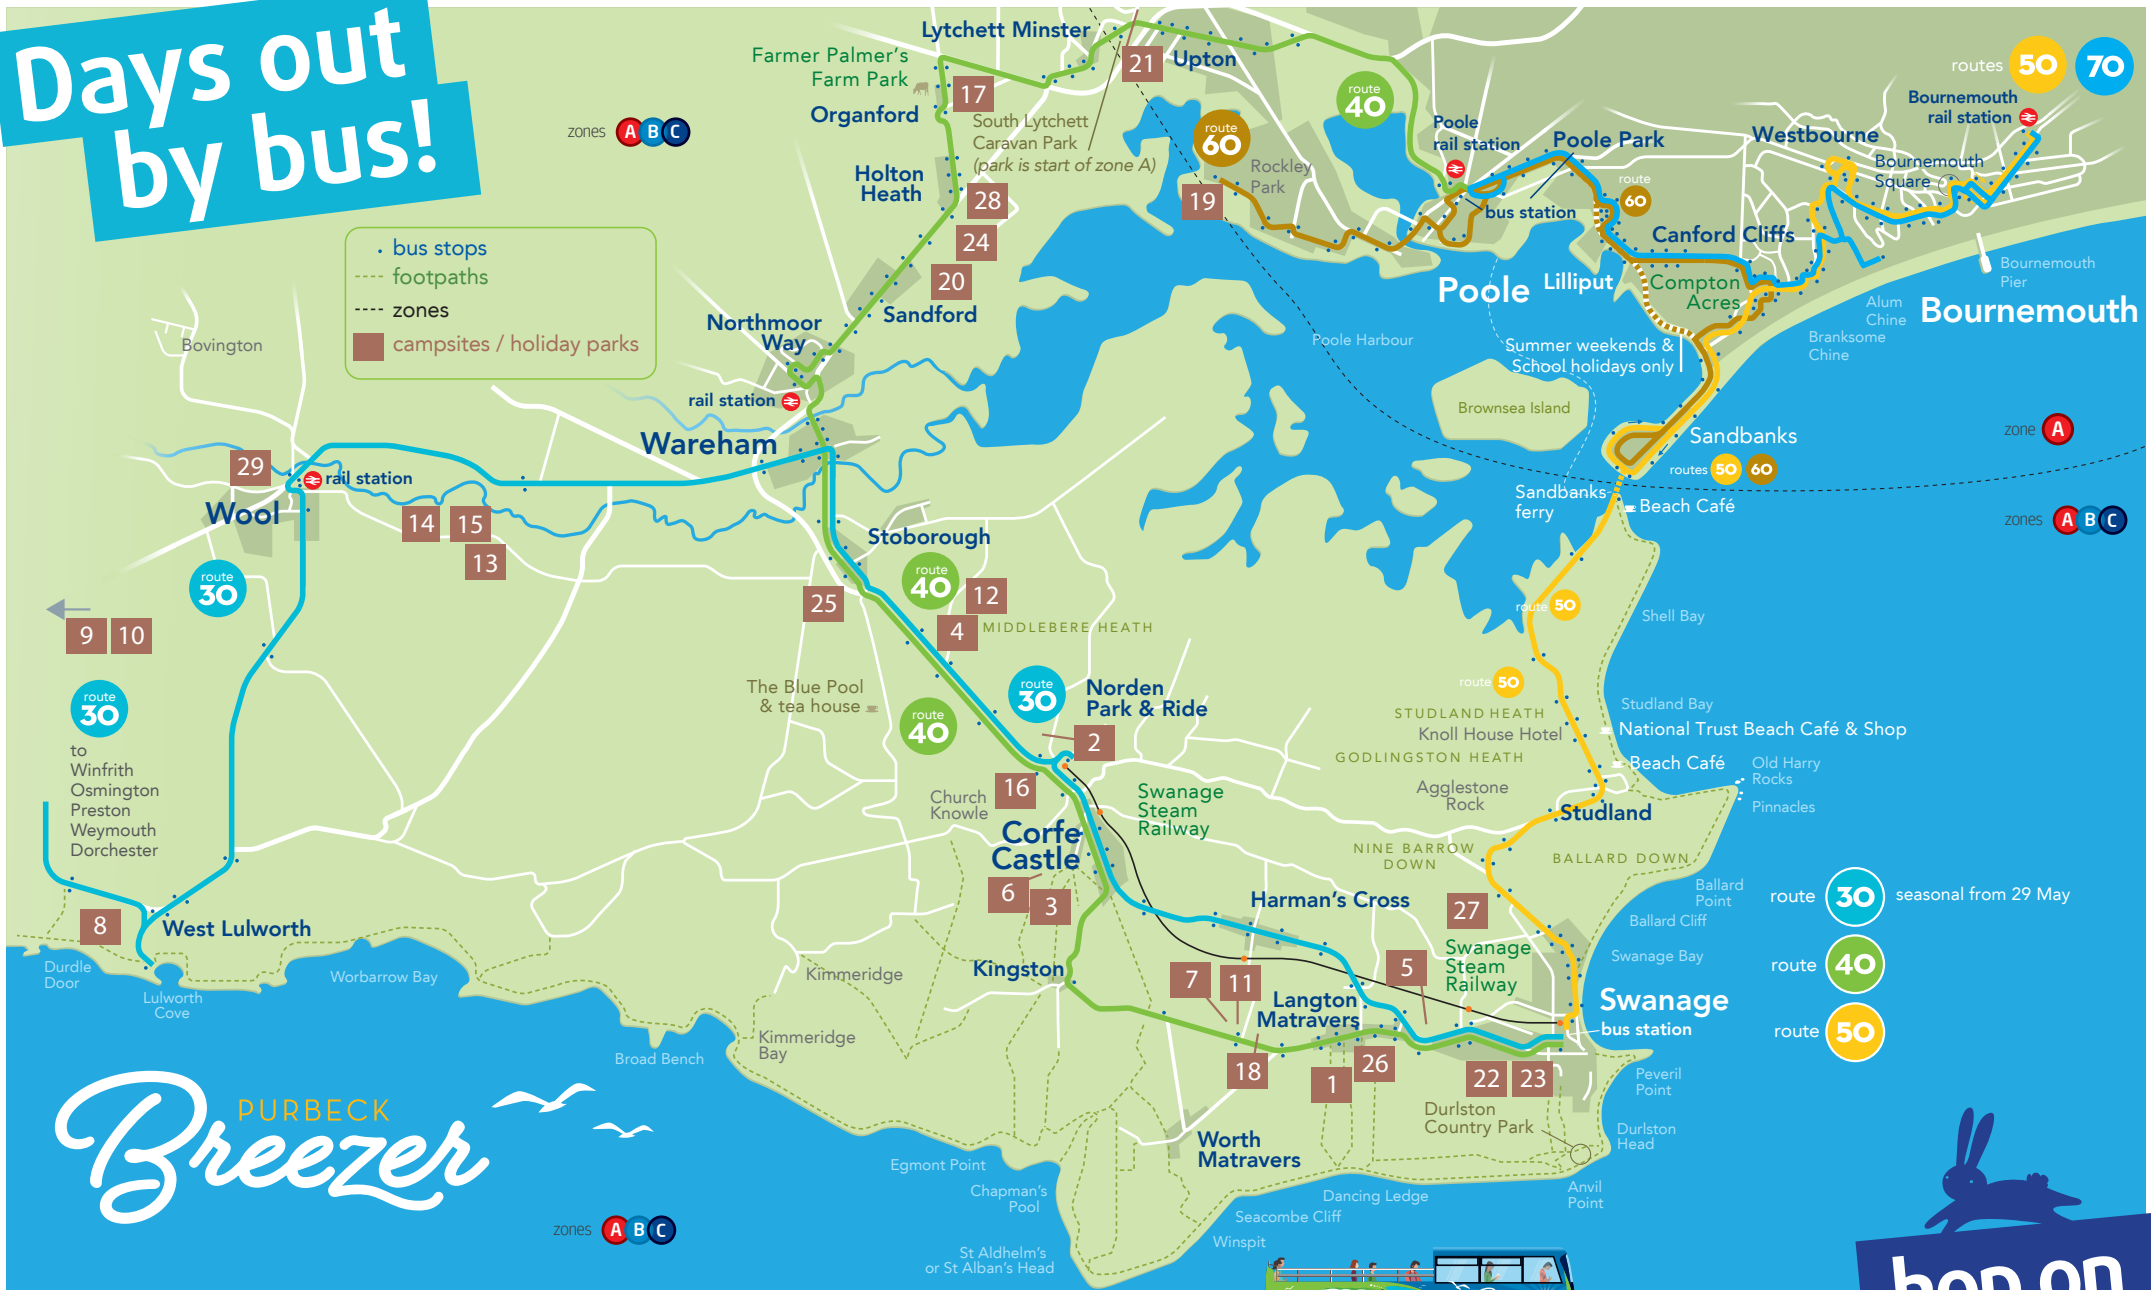 Days out
by bus!
zones A B C
bus stops
footpaths
zones
campsites / holiday parks
Lytchett Minster
Farmer Palmer's
Farm Park
17
Organford
South Lytchett
Caravan Park
(park is start of zone A)
21
Upton
Holton
Heath
28
24
20
Sandford
Northmoor
Way
rail station
Wareham
Bovington
29
rail station
Wool
14
15
13
route
30
9
10
route
30
to
Winfrith
Osmington
Preston
Weymouth
Dorchester
8
West Lulworth
Durdle
Door
Lulworth
Cove
Worbarrow Bay
Broad Bench
Kimmeridge
Kimmeridge
Bay
route
40
route
60
19
Rockley
Park
Poole
rail station
bus station
Poole Park
route
60
Westbourne
routes 50 70
Bournemouth
rail station
Bournemouth
Square
Canford Cliffs
Compton
Acres
Lilliput
Poole
Bournemouth
Pier
Bournemouth
Alum
Chine
Branksome
Chine
Poole Harbour
Summer weekends &
School holidays only
Brownsea Island
Sandbanks
routes 50 60
zone A
Sandbanks
ferry
Beach Café
zones A B C
Stoborough
route
40
12
25
4
MIDDLEBERE HEATH
The Blue Pool
& tea house
route
40
route
30
Norden
Park & Ride
2
16
Church
Knowle
Corfe
Castle
6
3
Swanage
Steam
Railway
Kingston
route 50
Shell Bay
route 50
STUDLAND HEATH
Knoll House Hotel
GODLINGSTON HEATH
Agglestone
Rock
Studland Bay
National Trust Beach Café & Shop
Beach Café
Old Harry
Rocks
Pinnacles
Studland
NINE BARROW
DOWN
BALLARD DOWN
Ballard
Point
Ballard Cliff
Swanage Bay
Harman's Cross
27
Swanage
Steam
Railway
5
7
11
Langton
Matravers
18
1
26
22
23
Swanage
bus station
Peveril
Point
Durlston
Country Park
Durlston
Head
Anvil
Point
Worth
Matravers
Dancing Ledge
Seacombe Cliff
Winspit
Egmont Point
Chapman's
Pool
St Aldhelm's
or St Alban's Head
route 30 seasonal from 29 May
route 40
route 50
PURBECK
Breezer
zones A B C
hop on